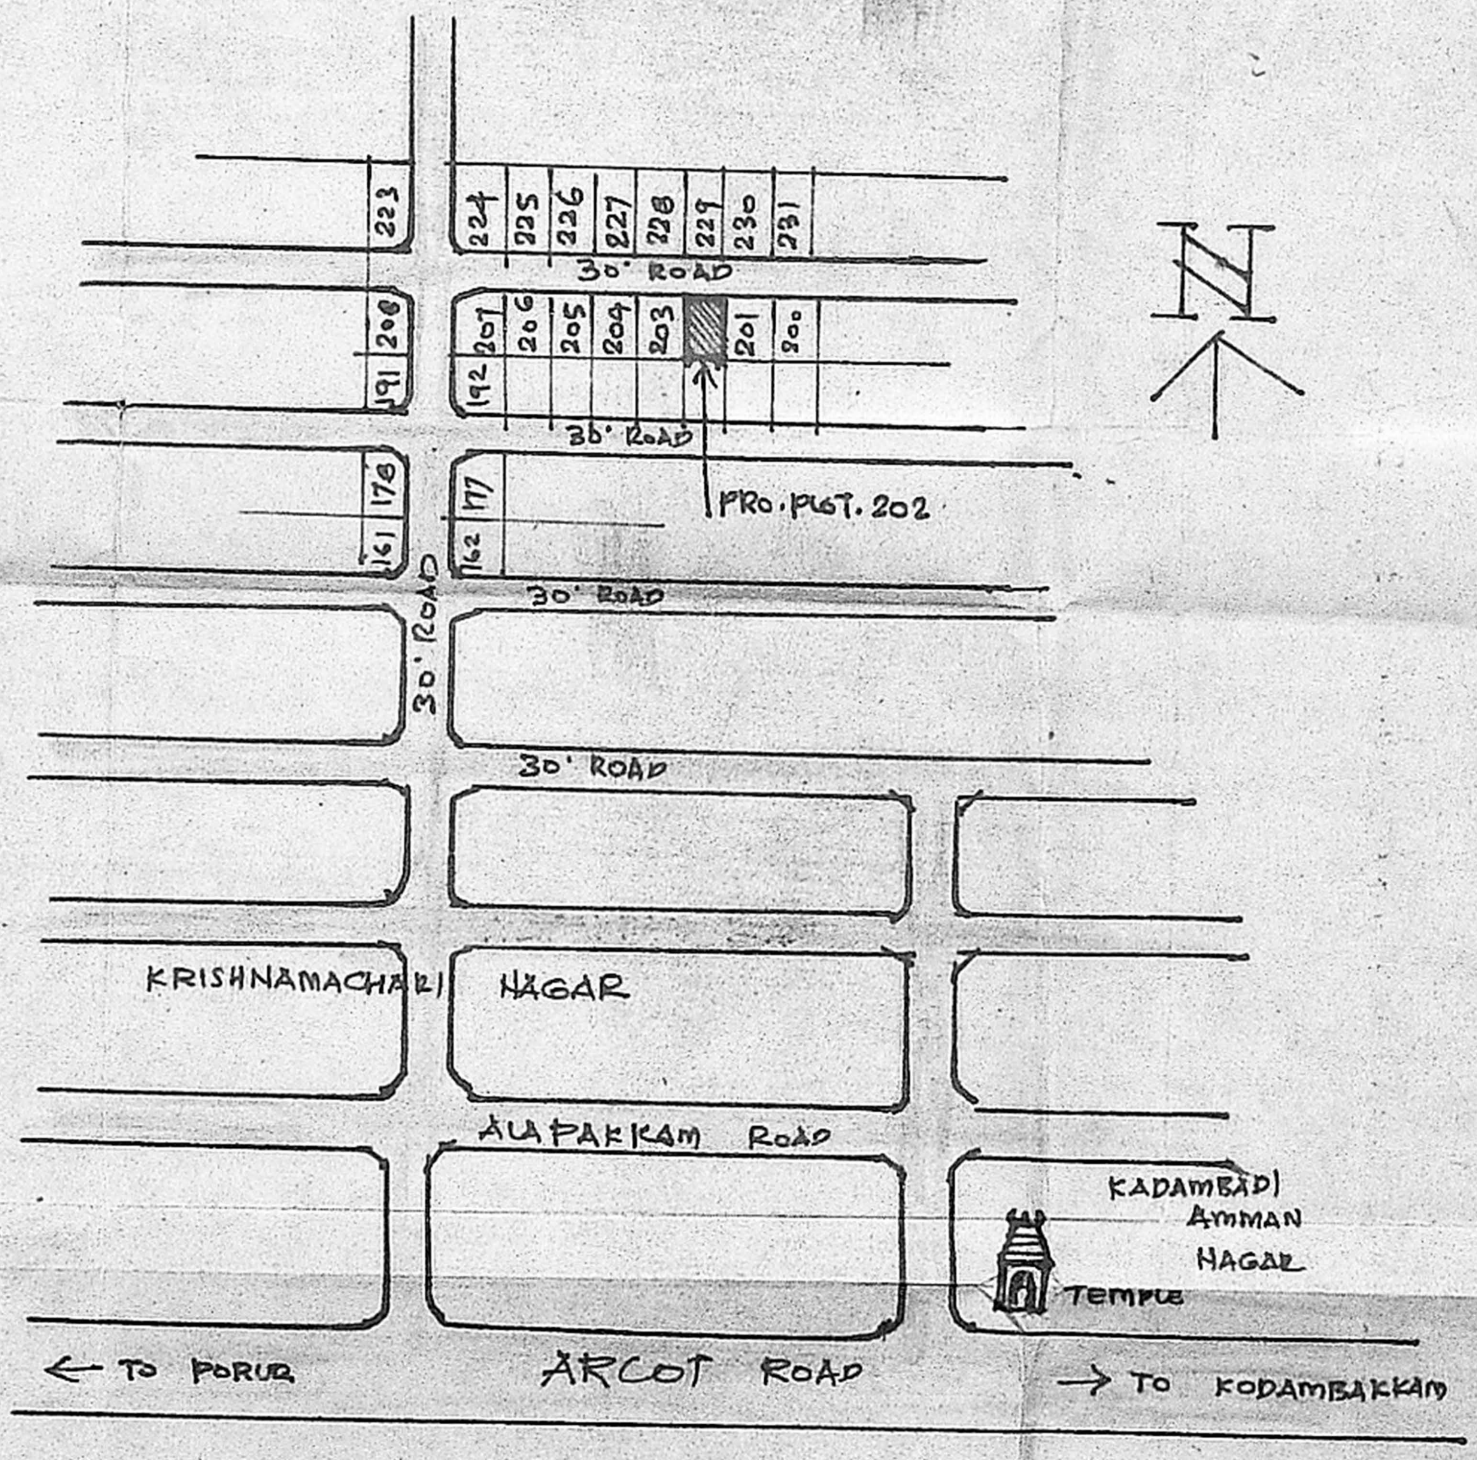 223 224 225 226 227 228 229 230 231
30' ROAD
208 207 206 205 204 203 201 200
191 192
30' ROAD
178 177
PRO.PLOT.202
161 162
30' ROAD
30' ROAD
30' ROAD
KRISHNAMACHARI NAGAR
ALAPAKKAM ROAD
KADAMBADI
AMMAN
NAGAR
TEMPLE
← TO PORUR ARCOT ROAD → TO KODAMBAKKAM
N